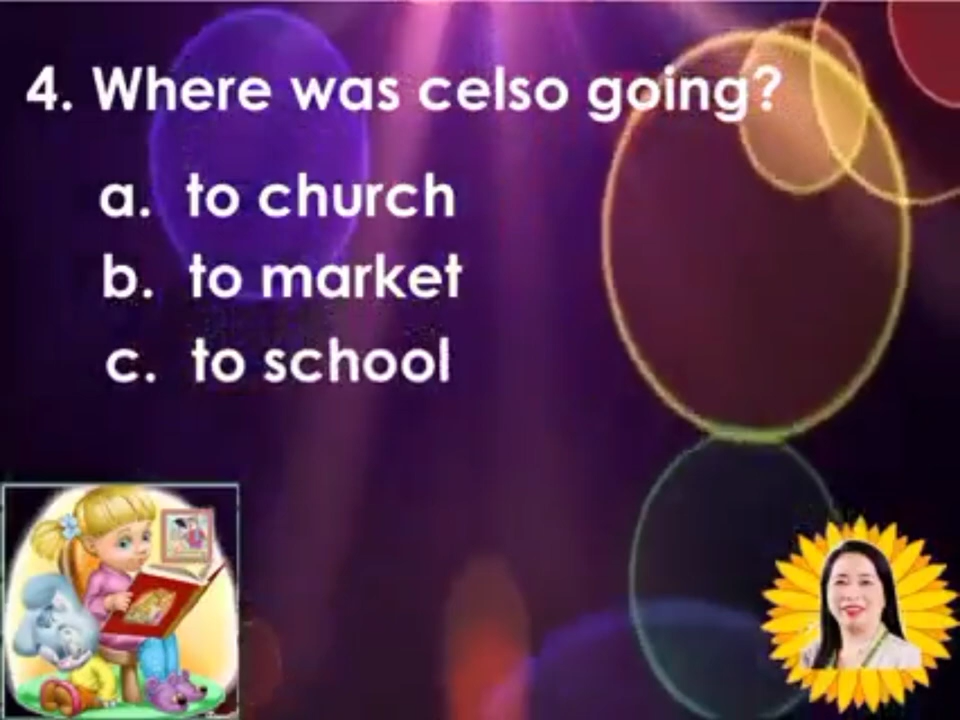 4. Where was celso going?
a. to church
b. to market
c. to school